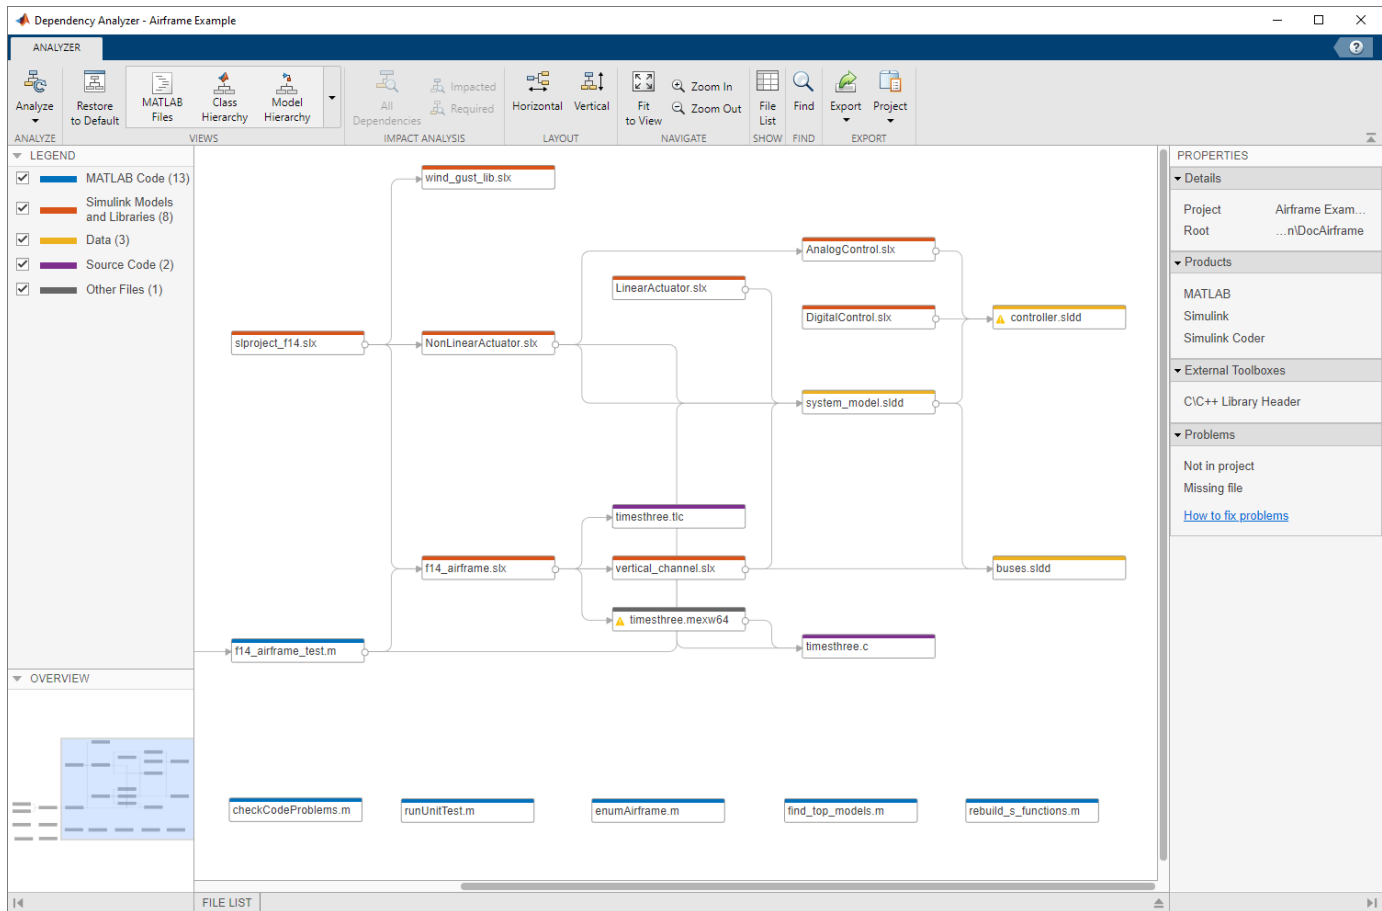 Dependency Analyzer - Airframe Example
ANALYZER
?
Analyze
Restore
to Default
MATLAB
Files
Class
Hierarchy
Model
Hierarchy
All
Dependencies
Impacted
Required
Horizontal
Vertical
Fit
to View
Zoom In
Zoom Out
File
List
Find
Export
Project
ANALYZE
VIEWS
IMPACT ANALYSIS
LAYOUT
NAVIGATE
SHOW
FIND
EXPORT
LEGEND
MATLAB Code (13)
Simulink Models
and Libraries (8)
Data (3)
Source Code (2)
Other Files (1)
OVERVIEW
wind_gust_lib.slx
AnalogControl.slx
LinearActuator.slx
DigitalControl.slx
controller.sldd
slproject_f14.slx
NonLinearActuator.slx
system_model.sldd
timesthree.tlc
f14_airframe.slx
vertical_channel.slx
buses.sldd
timesthree.mexw64
f14_airframe_test.m
timesthree.c
checkCodeProblems.m
runUnitTest.m
enumAirframe.m
find_top_models.m
rebuild_s_functions.m
FILE LIST
PROPERTIES
Details
Project Airframe Exam...
Root ...n\DocAirframe
Products
MATLAB
Simulink
Simulink Coder
External Toolboxes
C\C++ Library Header
Problems
Not in project
Missing file
How to fix problems